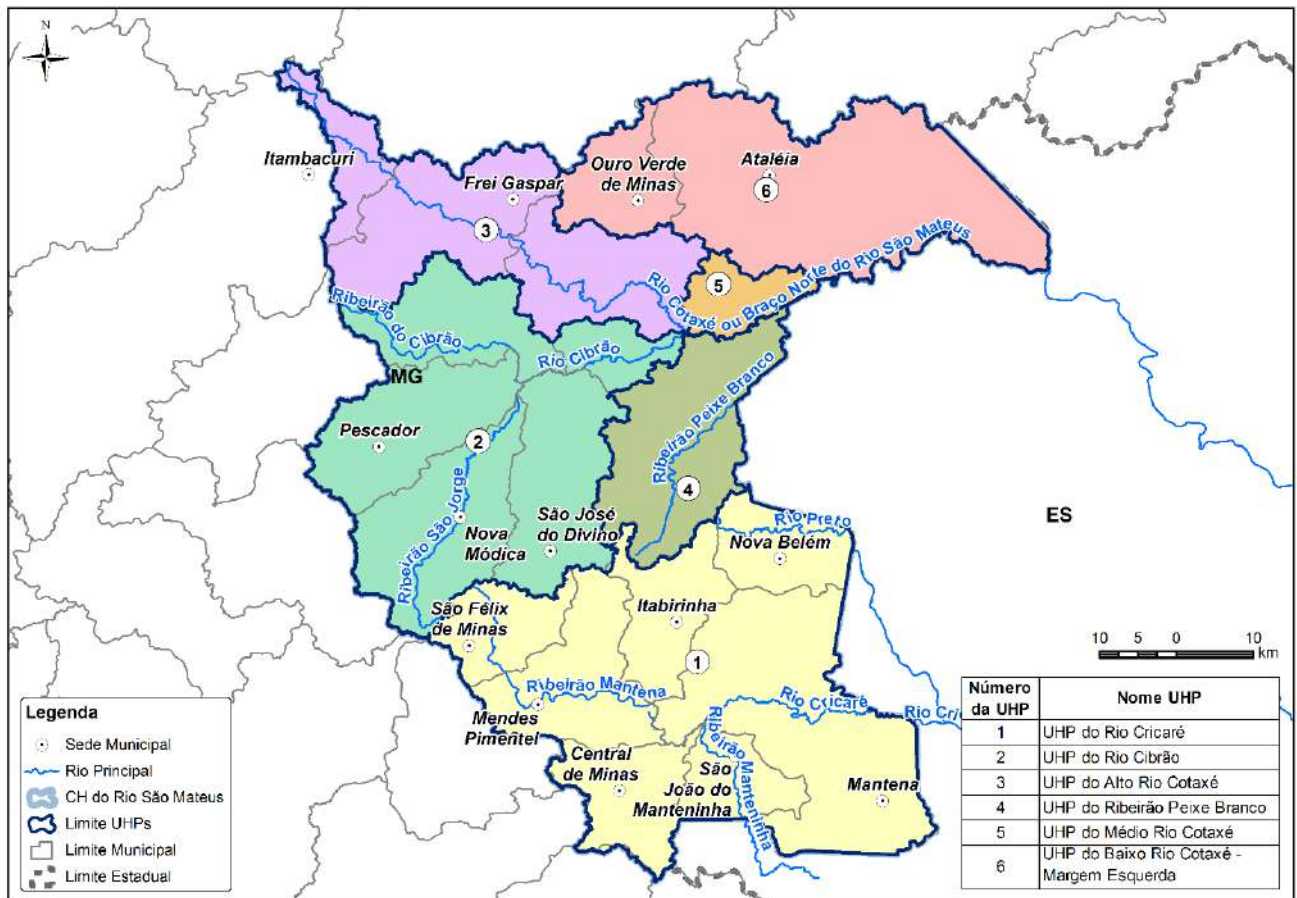 N
Itambacuri
Frei Gaspar
Ouro Verde
de Minas
Ataléia
6
3
5
Rio Cotaxé ou Braço Norte do Rio São Mateus
Ribeirão do Cibrão
Rio Cibrão
MG
Pescador
2
Ribeirão Peixe Branco
4
Ribeirão São Jorge
Nova
Módica
São José
do Divino
ES
Rio Preto
Nova Belém
São Félix
de Minas
Itabirinha
1
Ribeirão Mantena
Mendes
Pimentel
Rio Cricaré
Rio Cri
Central
de Minas
São
João do
Manteninha
Ribeirão Manteninha
Mantena
10 5 0 10
km
Legenda
Sede Municipal
Rio Principal
CH do Rio São Mateus
Limite UHPs
Limite Municipal
Limite Estadual
Número
da UHP
Nome UHP
1 UHP do Rio Cricaré
2 UHP do Rio Cibrão
3 UHP do Alto Rio Cotaxé
4 UHP do Ribeirão Peixe Branco
5 UHP do Médio Rio Cotaxé
6 UHP do Baixo Rio Cotaxé -
Margem Esquerda